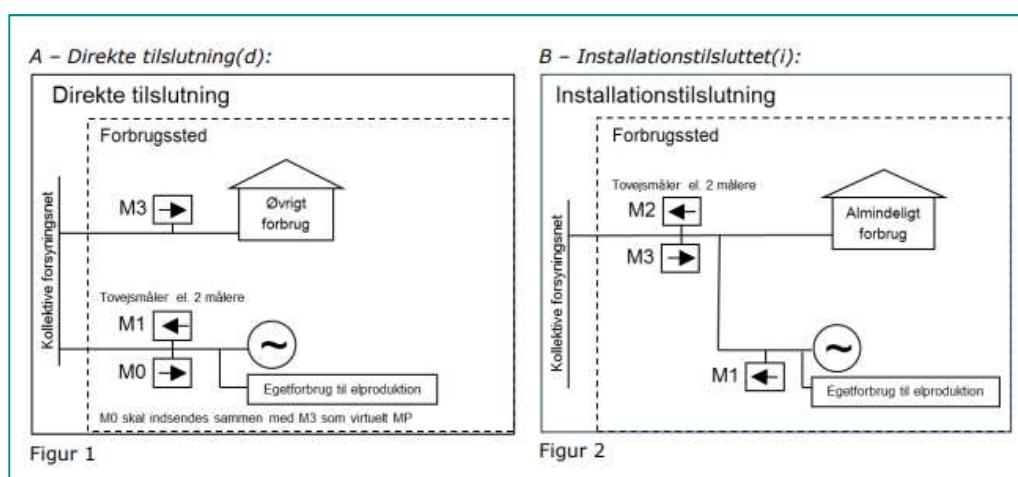 A – Direkte tilslutning(d):
Direkte tilslutning
Forbrugssted
Kollektive forsyningsnet
M3
Øvrigt
forbrug
Tovejsmåler el. 2 målere
M1
~
M0
Egetforbrug til elproduktion
M0 skal indsendes sammen med M3 som virtuelt MP
Figur 1
B – Installationstilsluttet(i):
Installationstilslutning
Forbrugssted
Kollektive forsyningsnet
Tovejsmåler el. 2 målere
M2
M3
Almindeligt
forbrug
~
M1
Egetforbrug til elproduktion
Figur 2